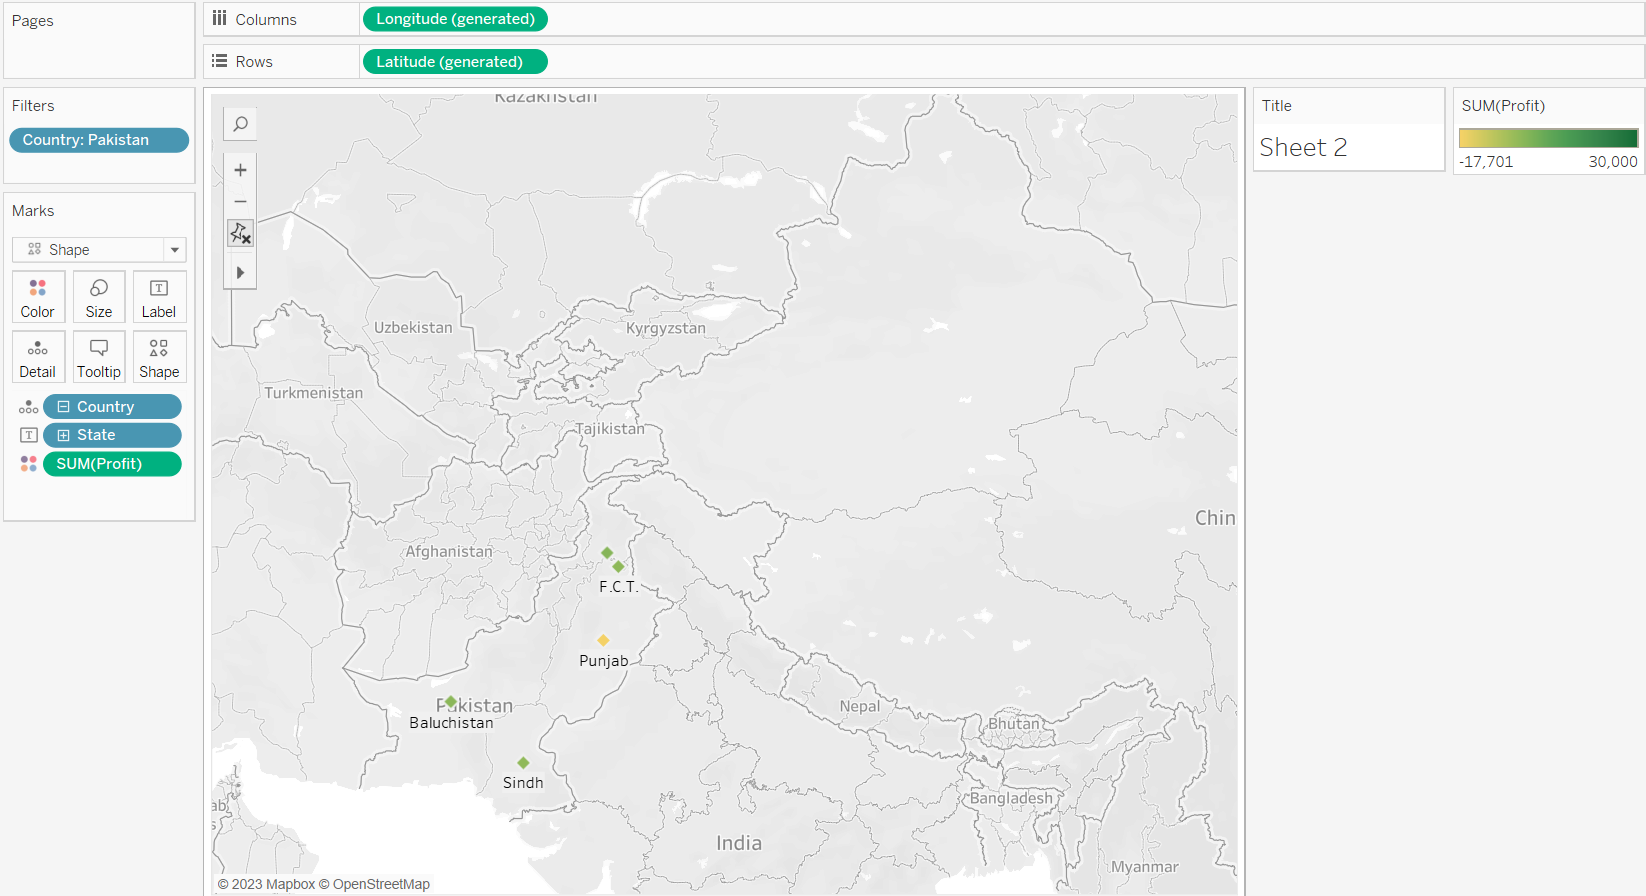 Pages
Columns
Longitude (generated)
Rows
Latitude (generated)
Filters
Country: Pakistan
Marks
Shape
Color
Size
Label
Detail
Tooltip
Shape
Country
State
SUM(Profit)
Kazakhstan
Uzbekistan
Kyrgyzstan
Turkmenistan
Tajikistan
Chin
Afghanistan
F.C.T.
Punjab
Pakistan
Baluchistan
Nepal
Bhutan
Sindh
Bangladesh
ab.
India
Myanmar
© 2023 Mapbox © OpenStreetMap
Title
Sheet 2
SUM(Profit)
-17,701 30,000